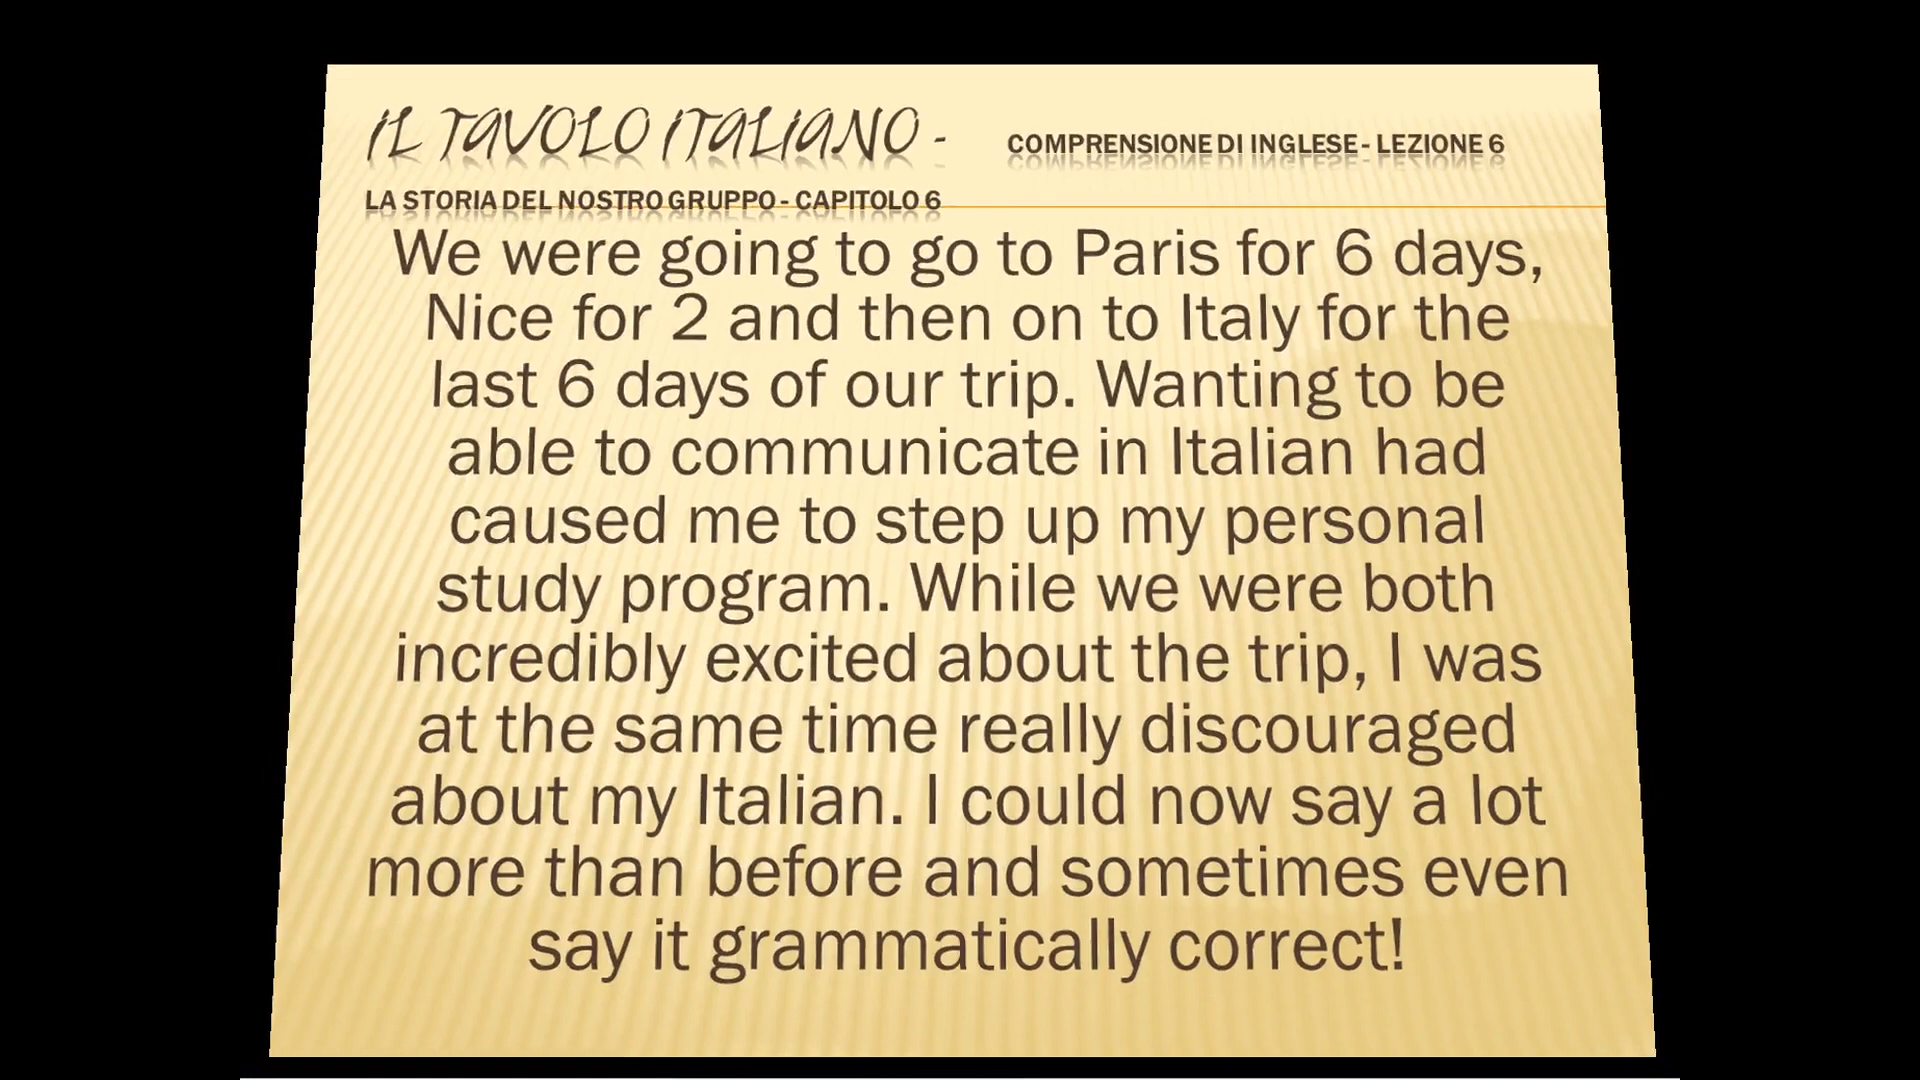 IL TAVOLO ITALIANO - COMPRENSIONE DI INGLESE - LEZIONE 6
LA STORIA DEL NOSTRO GRUPPO - CAPITOLO 6
We were going to go to Paris for 6 days,
Nice for 2 and then on to Italy for the
last 6 days of our trip. Wanting to be
able to communicate in Italian had
caused me to step up my personal
study program. While we were both
incredibly excited about the trip, I was
at the same time really discouraged
about my Italian. I could now say a lot
more than before and sometimes even
say it grammatically correct!